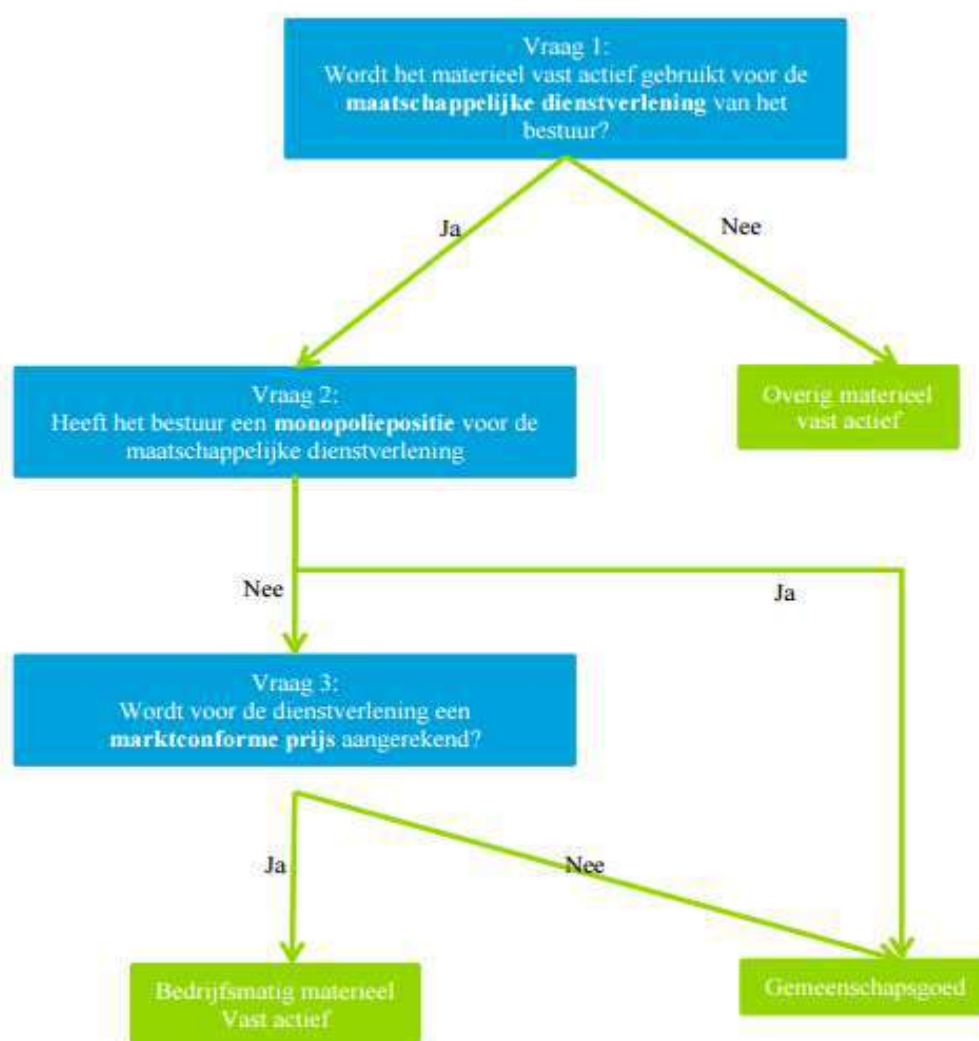 Vraag 1:
Wordt het materieel vast actief gebruikt voor de
maatschappelijke dienstverlening van het
bestuur?
Ja
Nee
Vraag 2:
Heeft het bestuur een monopoliepositie voor de
maatschappelijke dienstverlening
Overig materieel
vast actief
Nee
Ja
Vraag 3:
Wordt voor de dienstverlening een
marktconforme prijs aangerekend?
Ja
Nee
Bedrijfsmatig materieel
Vast actief
Gemeenschapsgoed